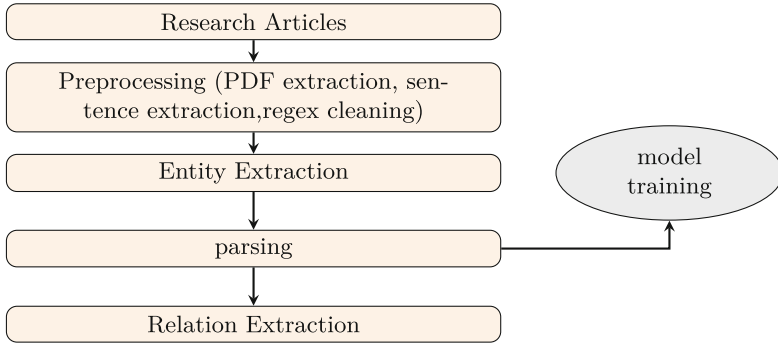 Research Articles
Preprocessing (PDF extraction, sen-
tence extraction,regex cleaning)
Entity Extraction
model
training
parsing
Relation Extraction